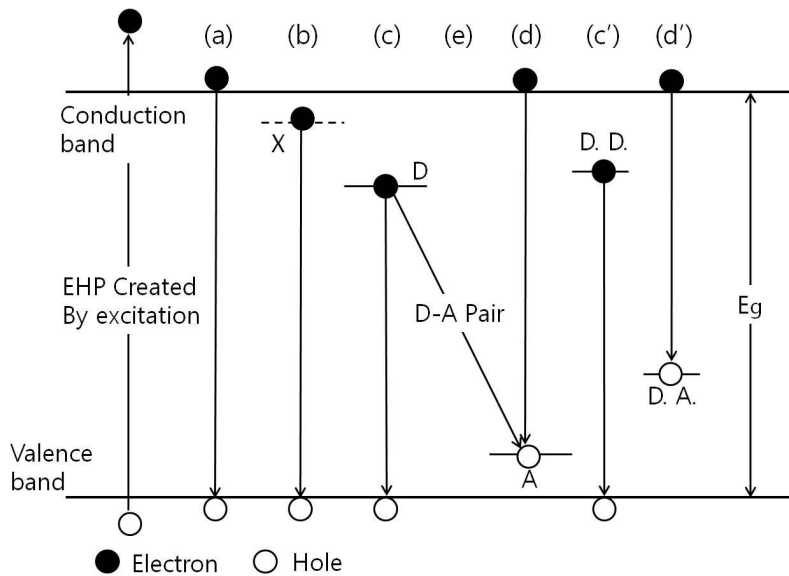 (a) (b) (c) (e) (d) (c') (d')
Conduction
band
X
D
D. D.
EHP Created
By excitation
D-A Pair
Eg
D. A.
Valence
band
A
Electron
Hole